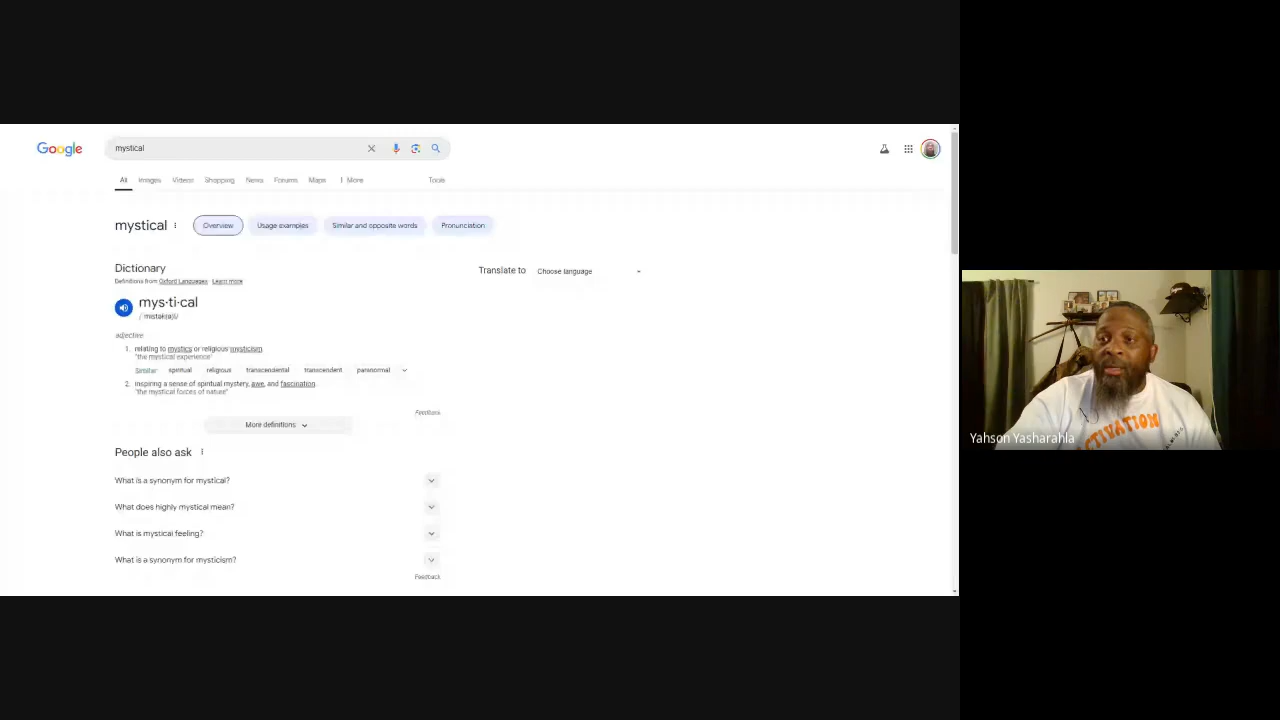 Google
mystical
All Images Videos Shopping News Forums Maps More Tools
mystical Overview Usage examples Similar and opposite words Pronunciation
Dictionary
Definitions from Oxford Languages · Learn more
Translate to Choose language
mys·ti·cal
adjective
1. relating to mystics or religious mysticism.
"the mystical experience"
Similar spiritual religious transcendental transcendent paranormal
2. inspiring a sense of spiritual mystery, awe, and fascination.
"the mystical forces of nature"
Feedback
More definitions
People also ask
What is a synonym for mystical?
What does highly mystical mean?
What is mystical feeling?
What is a synonym for mysticism?
Feedback
CTIVATION
Yahson Yasharahla